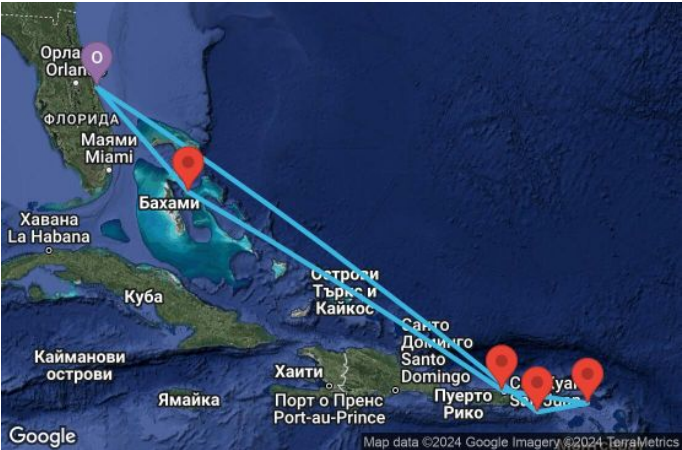 O
Орла
Orlan
ФЛОРИДА
Маями
Miami
Бахами
Хавана
La Habana
Острови
Търкс и
Кайкос
Куба
Санто
Доминго
Santo
Domingo
Кайманови
острови
Хаити
Ямайка
Порт о Пренс
Port-au-Prince
Пуерто
Рико
Google
Map data ©2024 Google Imagery ©2024 TerraMetrics